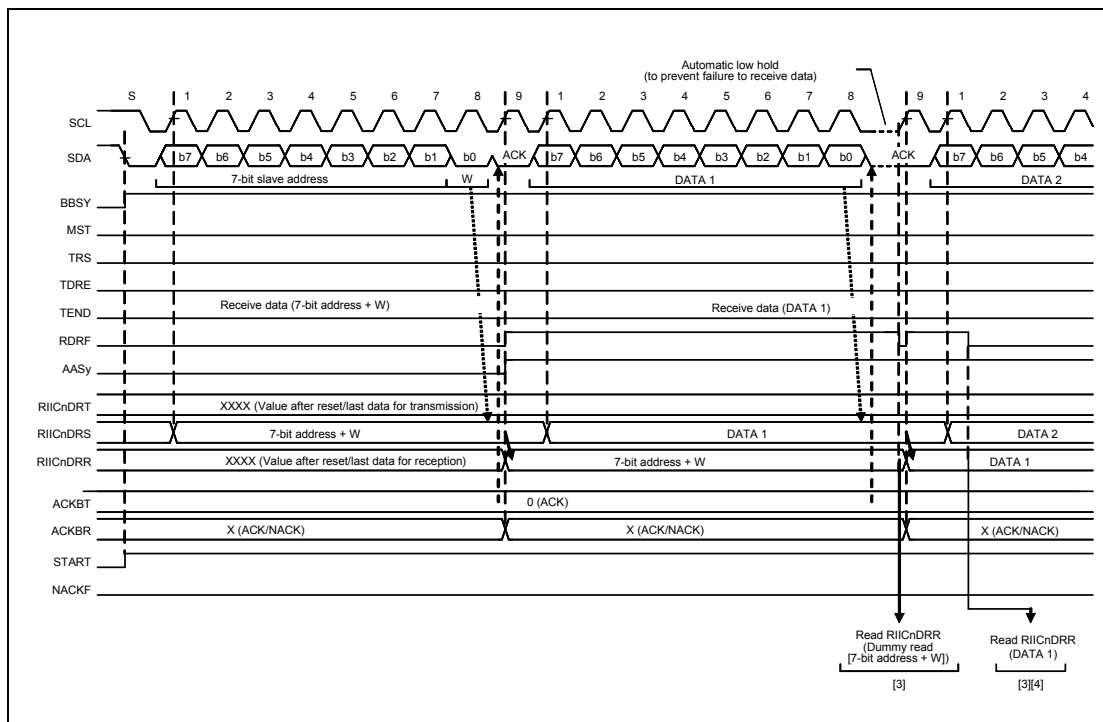 Automatic low hold
(to prevent failure to receive data)
S 1 2 3 4 5 6 7 8 9 1 2 3 4 5 6 7 8 9 1 2 3 4
SCL
SDA b7 b6 b5 b4 b3 b2 b1 b0 ACK b7 b6 b5 b4 b3 b2 b1 b0 ACK b7 b6 b5 b4
7-bit slave address W DATA 1 DATA 2
BBSY
MST
TRS
TDRE
TEND Receive data (7-bit address + W) Receive data (DATA 1)
RDRF
AASy
RIICnDRT XXXX (Value after reset/last data for transmission)
RIICnDRS 7-bit address + W DATA 1 DATA 2
RIICnDRR XXXX (Value after reset/last data for reception) 7-bit address + W DATA 1
ACKBT 0 (ACK)
ACKBR X (ACK/NACK) X (ACK/NACK) X (ACK/NACK)
START
NACKF
Read RIICnDRR Read RIICnDRR
(Dummy read (DATA 1)
[7-bit address + W])
[3] [3][4]